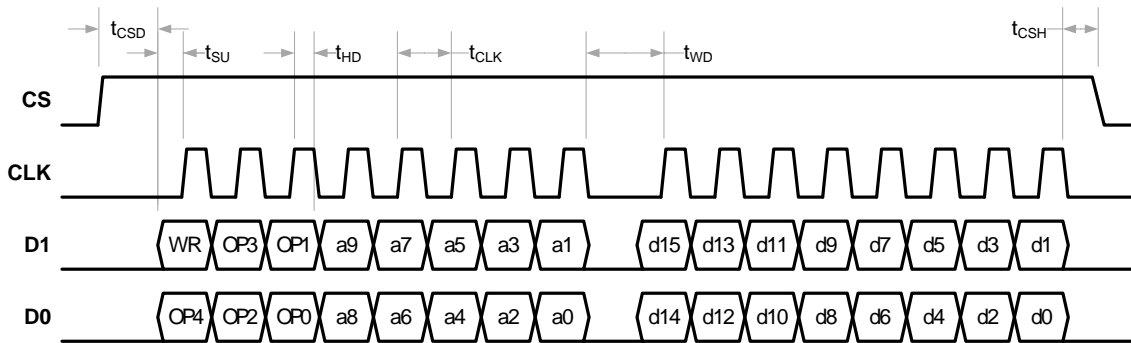 tCSD tSU tHD tCLK tWD tCSH
CS
CLK
D1 WR OP3 OP1 a9 a7 a5 a3 a1 d15 d13 d11 d9 d7 d5 d3 d1
D0 OP4 OP2 OP0 a8 a6 a4 a2 a0 d14 d12 d10 d8 d6 d4 d2 d0